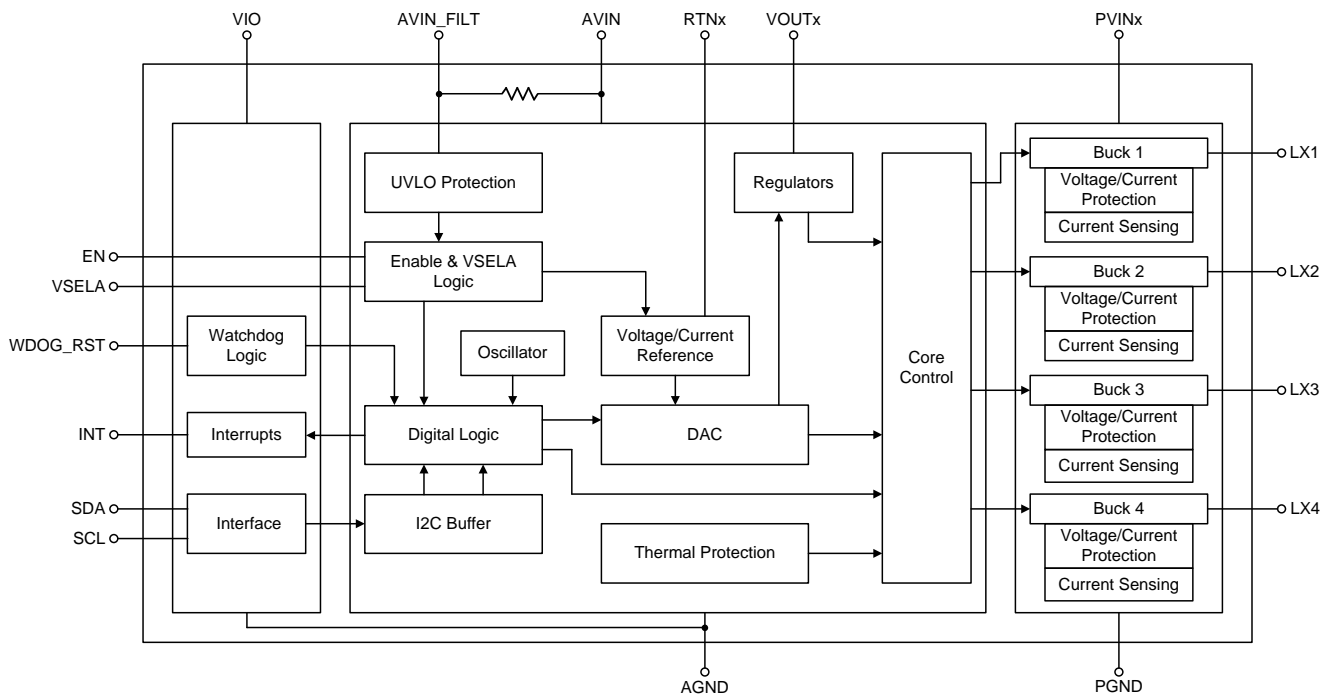 VIO
AVIN_FILT
AVIN
RTNx
VOUTx
PVINx
UVLO Protection
Regulators
Buck 1
LX1
Voltage/Current
Protection
Current Sensing
EN
VSELA
Enable & VSELA
Logic
Buck 2
LX2
Voltage/Current
Protection
Current Sensing
WDOG_RST
Watchdog
Logic
Oscillator
Voltage/Current
Reference
Core
Control
Buck 3
LX3
Voltage/Current
Protection
Current Sensing
INT
Interrupts
Digital Logic
DAC
SDA
SCL
Interface
I2C Buffer
Thermal Protection
Buck 4
LX4
Voltage/Current
Protection
Current Sensing
AGND
PGND